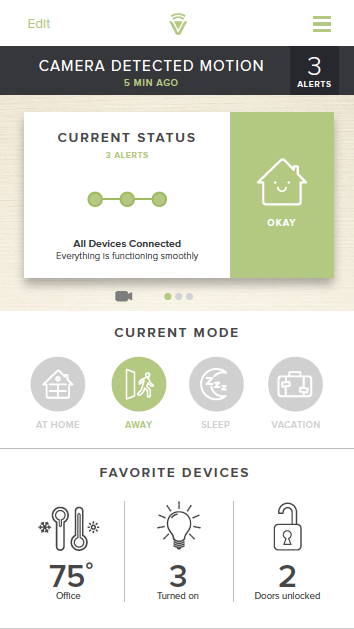 Edit
CAMERA DETECTED MOTION
5 MIN AGO
3
ALERTS
CURRENT STATUS
3 ALERTS
All Devices Connected
Everything is functioning smoothly
OKAY
CURRENT MODE
AT HOME
AWAY
SLEEP
VACATION
FAVORITE DEVICES
75°
Office
3
Turned on
2
Doors unlocked